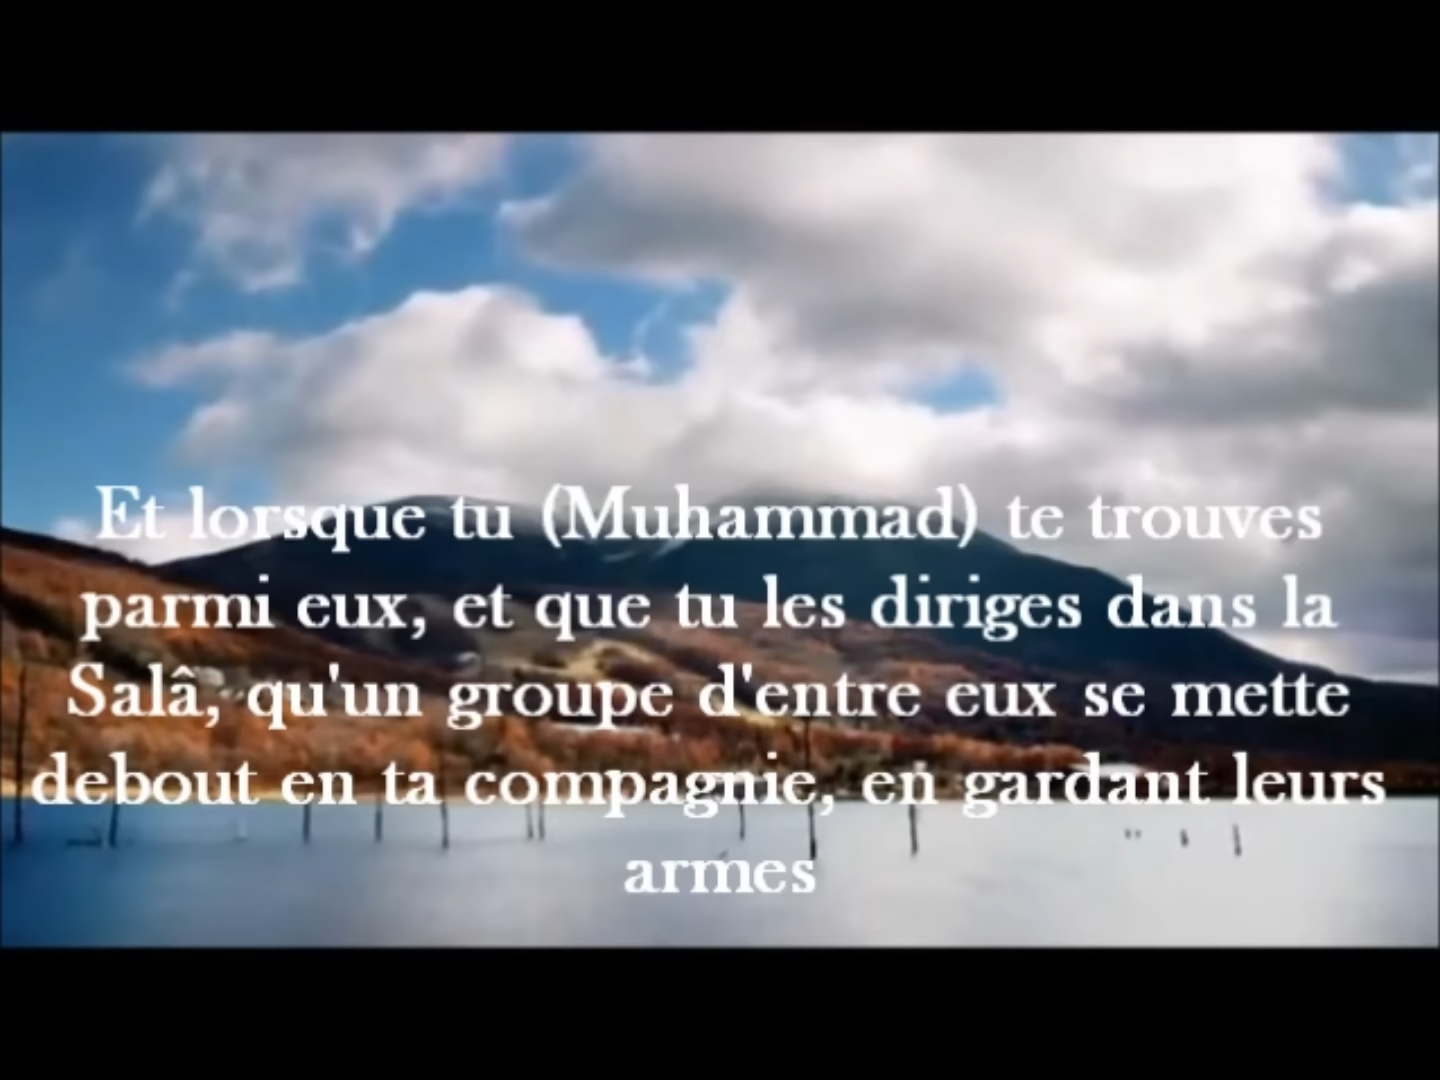 Et lorsque tu (Muhammad) te trouves
parmi eux, et que tu les diriges dans la
Salâ, qu'un groupe d'entre eux se mette
debout en ta compagnie, en gardant leurs
armes